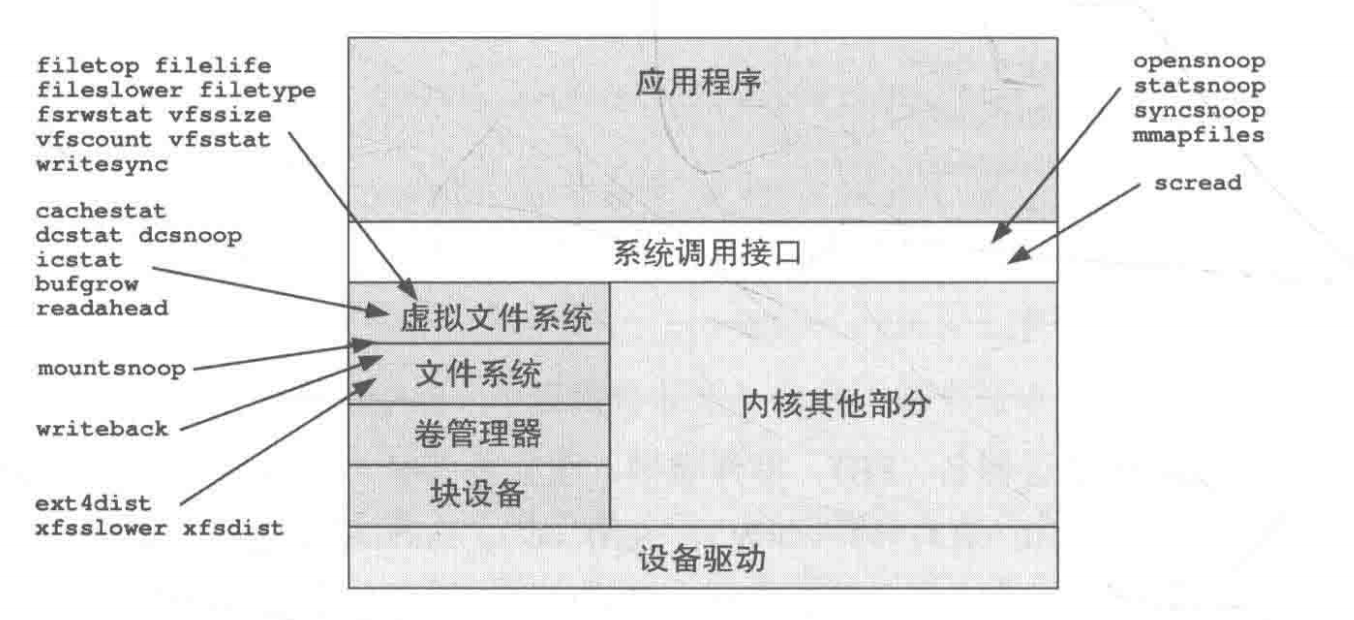 filetop filelife
fileslower filetype
fsrwstat vfssize
vfscount vfsstat
writesync
cachestat
dcstat dcsnoop
icstat
bufgrow
readahead
mountsnoop
writeback
ext4dist
xfsslower xfsdist
应用程序
系统调用接口
虚拟文件系统
文件系统
卷管理器
块设备
内核其他部分
设备驱动
opensnoop
statsnoop
syncsnoop
mmapfiles
scread